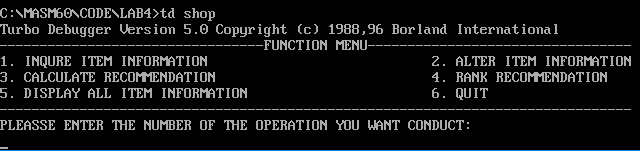 C:\MASM60\CODE\LAB4>td shop
Turbo Debugger Version 5.0 Copyright (c) 1988,96 Borland International
--------------------------------FUNCTION MENU--------------------------------
1. INQURE ITEM INFORMATION 2. ALTER ITEM INFORMATION
3. CALCULATE RECOMMENDATION 4. RANK RECOMMENDATION
5. DISPLAY ALL ITEM INFORMATION 6. QUIT
-----------------------------------------------------------------------------
PLEASSE ENTER THE NUMBER OF THE OPERATION YOU WANT CONDUCT:
_